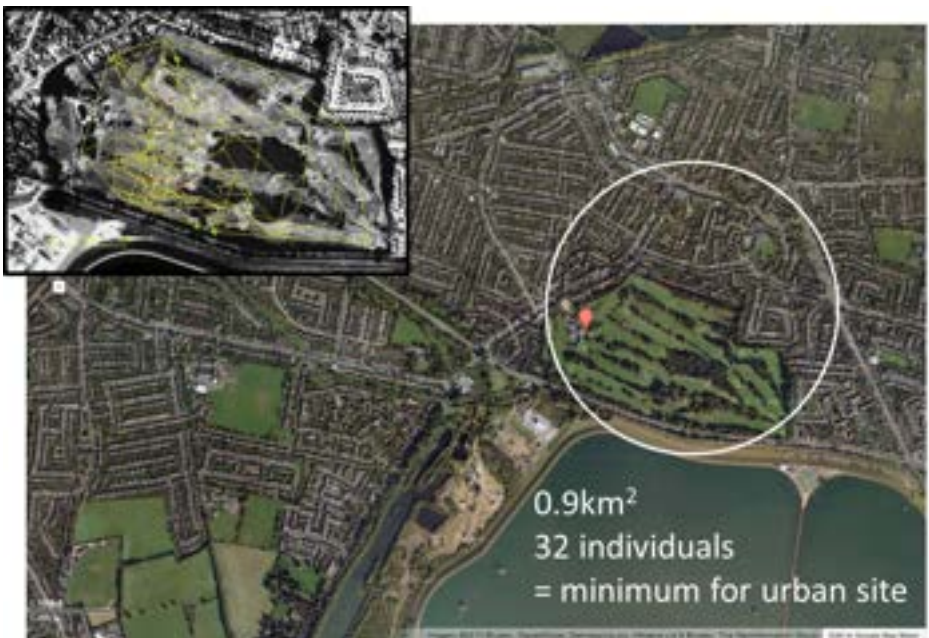 0.9km²
32 individuals
= minimum for urban site